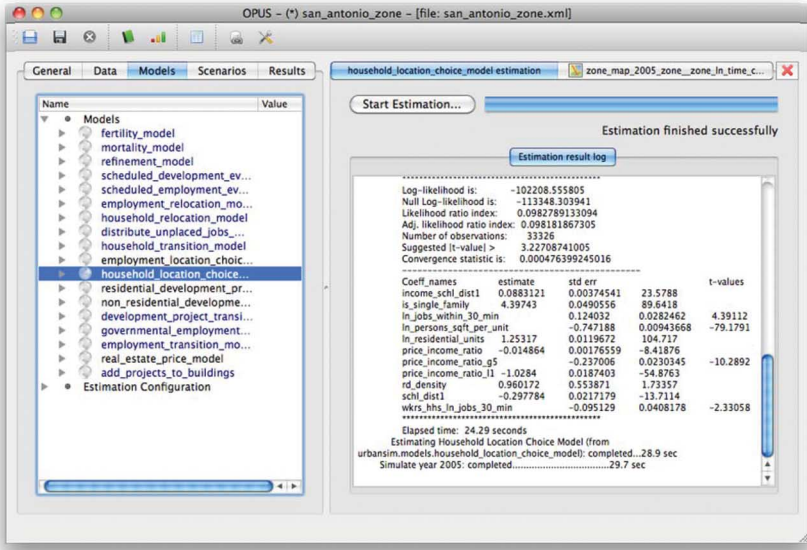 OPUS - (*) san_antonio_zone - [file: san_antonio_zone.xml]
General Data Models Scenarios Results
household_location_choice_model estimation
zone_map_2005_zone__zone_ln_time_c...
Name Value
Models
fertility_model
mortality_model
refinement_model
scheduled_development_ev...
scheduled_employment_ev...
employment_relocation_mo...
household_relocation_model
distribute_unplaced_jobs_...
household_transition_model
employment_location_choic...
household_location_choice...
residential_development_pr...
non_residential_developme...
development_project_transi...
governmental_employment...
employment_transition_mo...
real_estate_price_model
add_projects_to_buildings
Estimation Configuration
Start Estimation...
Estimation finished successfully
Estimation result log
***********************************************
Log-likelihood is: -102208.555805
Null Log-likelihood is: -113348.303941
Likelihood ratio index: 0.0982789133094
Adj. likelihood ratio index: 0.098181867305
Number of observations: 33326
Suggested |t-value| > 3.22708741005
Convergence statistic is: 0.000476399245016
-----------------------------------------------
Coeff_names estimate std err t-values
income_schl_dist1 0.0883121 0.00374541 23.5788
is_single_family 4.39743 0.0490556 89.6418
ln_jobs_within_30_min 0.124032 0.0282462 4.39112
ln_persons_sqft_per_unit -0.747188 0.00943668 -79.1791
ln_residential_units 1.25317 0.0119672 104.717
price_income_ratio -0.014864 0.00176559 -8.41876
price_income_ratio_g5 -0.237006 0.0230345 -10.2892
price_income_ratio_l1 -1.0284 0.0187403 -54.8763
rd_density 0.960172 0.553871 1.73357
schl_dist1 -0.297784 0.0217179 -13.7114
wkrs_hhs_ln_jobs_30_min -0.095129 0.0408178 -2.33058
***********************************************
Elapsed time: 24.29 seconds
Estimating Household Location Choice Model (from
urbansim.models.household_location_choice_model): completed...28.9 sec
Simulate year 2005: completed...................................29.7 sec